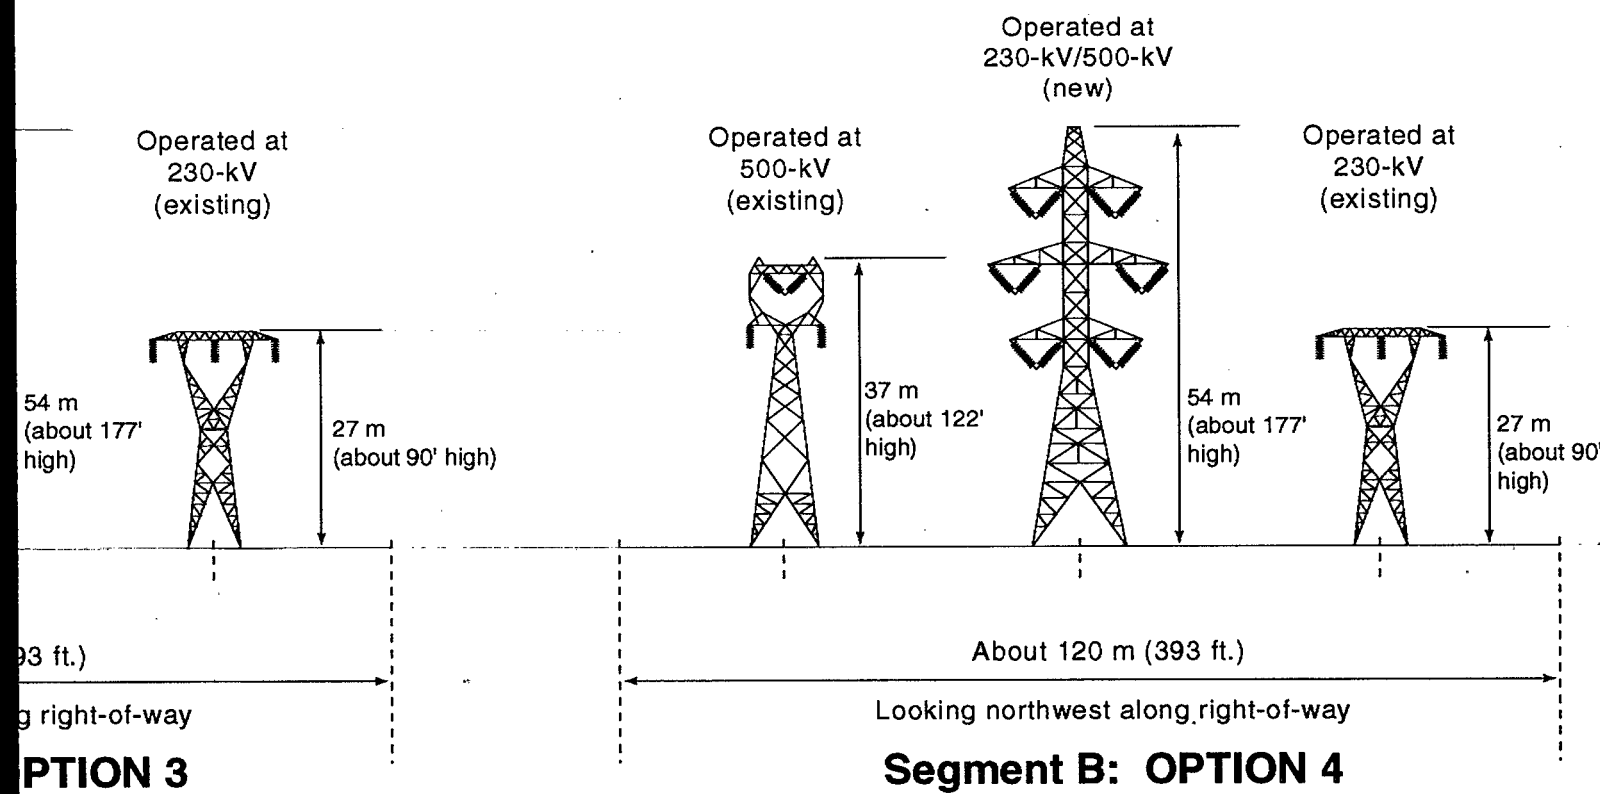 Operated at
230-kV
(existing)
54 m
(about 177'
high)
27 m
(about 90' high)
93 ft.)
g right-of-way
PTION 3
Operated at
500-kV
(existing)
37 m
(about 122'
high)
Operated at
230-kV/500-kV
(new)
54 m
(about 177'
high)
Operated at
230-kV
(existing)
27 m
(about 90'
high)
About 120 m (393 ft.)
Looking northwest along right-of-way
Segment B: OPTION 4